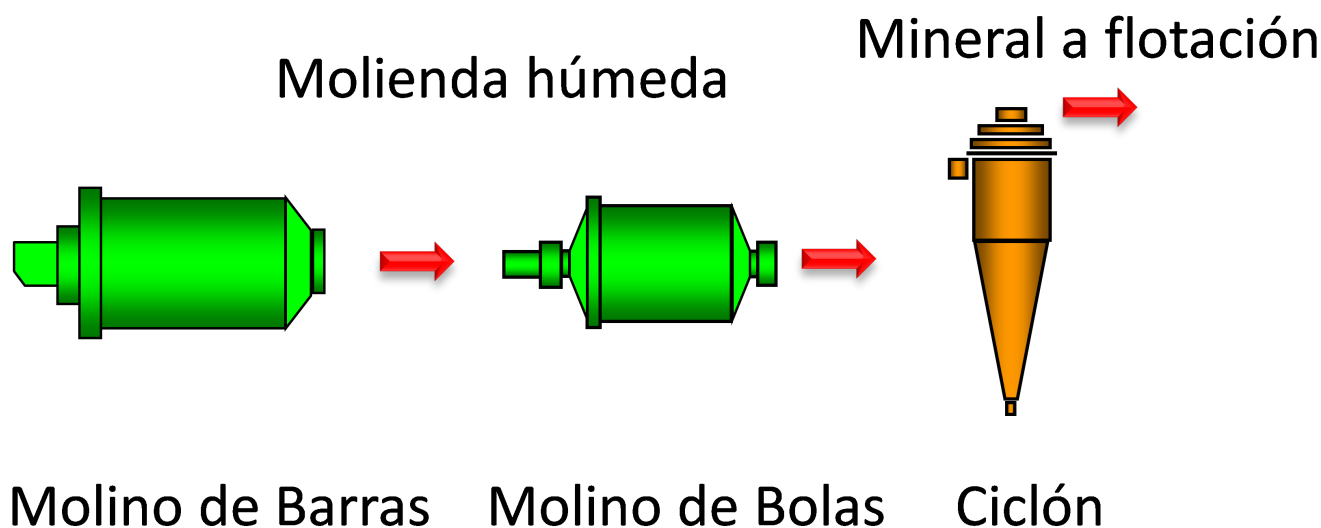 Mineral a flotación
Molienda húmeda
Molino de Barras
Molino de Bolas
Ciclón